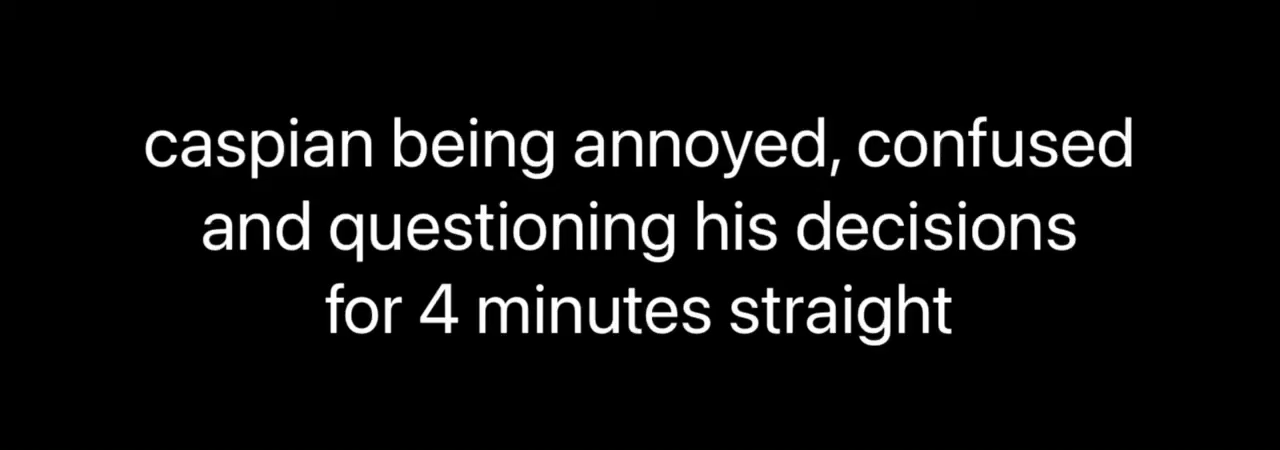 caspian being annoyed, confused
and questioning his decisions
for 4 minutes straight